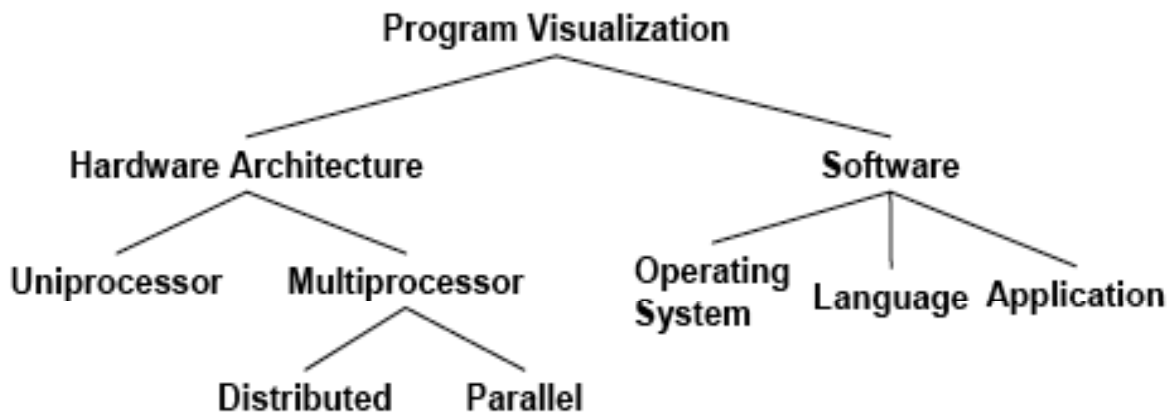 Program Visualization
Hardware Architecture
Software
Uniprocessor
Multiprocessor
Operating
System
Language
Application
Distributed
Parallel